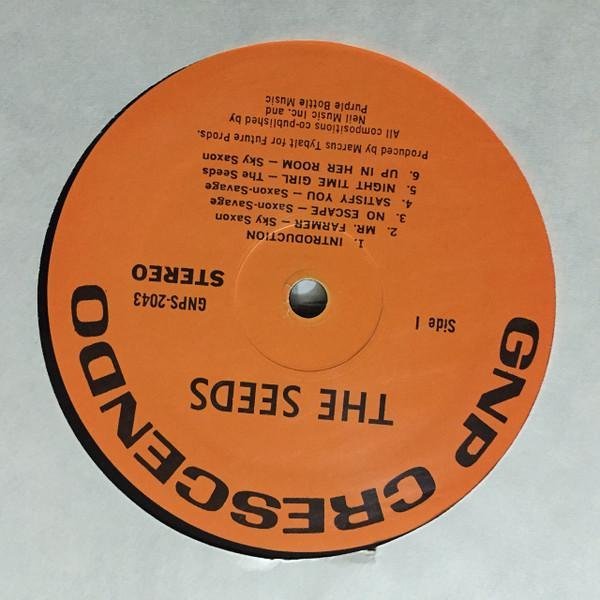 GNP CRESCENDO
THE SEEDS
Side 1
GNPS-2043
STEREO
1. INTRODUCTION
2. MR. FARMER — Sky Saxon
3. NO ESCAPE — Saxon-Savage
4. SATISFY YOU — Saxon-Savage
5. NIGHT TIME GIRL — The Seeds
6. UP IN HER ROOM — Sky Saxon
Produced by Marcus Tybalt for Future Prods.
All compositions co-published by
Neil Music Inc. and
Purple Bottle Music